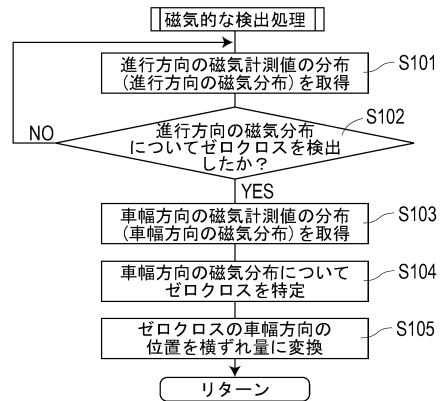 磁気的な検出処理
進行方向の磁気計測値の分布
(進行方向の磁気分布)を取得
S101
進行方向の磁気分布
についてゼロクロスを検出
したか?
S102
NO
YES
車幅方向の磁気計測値の分布
(車幅方向の磁気分布)を取得
S103
車幅方向の磁気分布について
ゼロクロスを特定
S104
ゼロクロスの車幅方向の
位置を横ずれ量に変換
S105
リターン